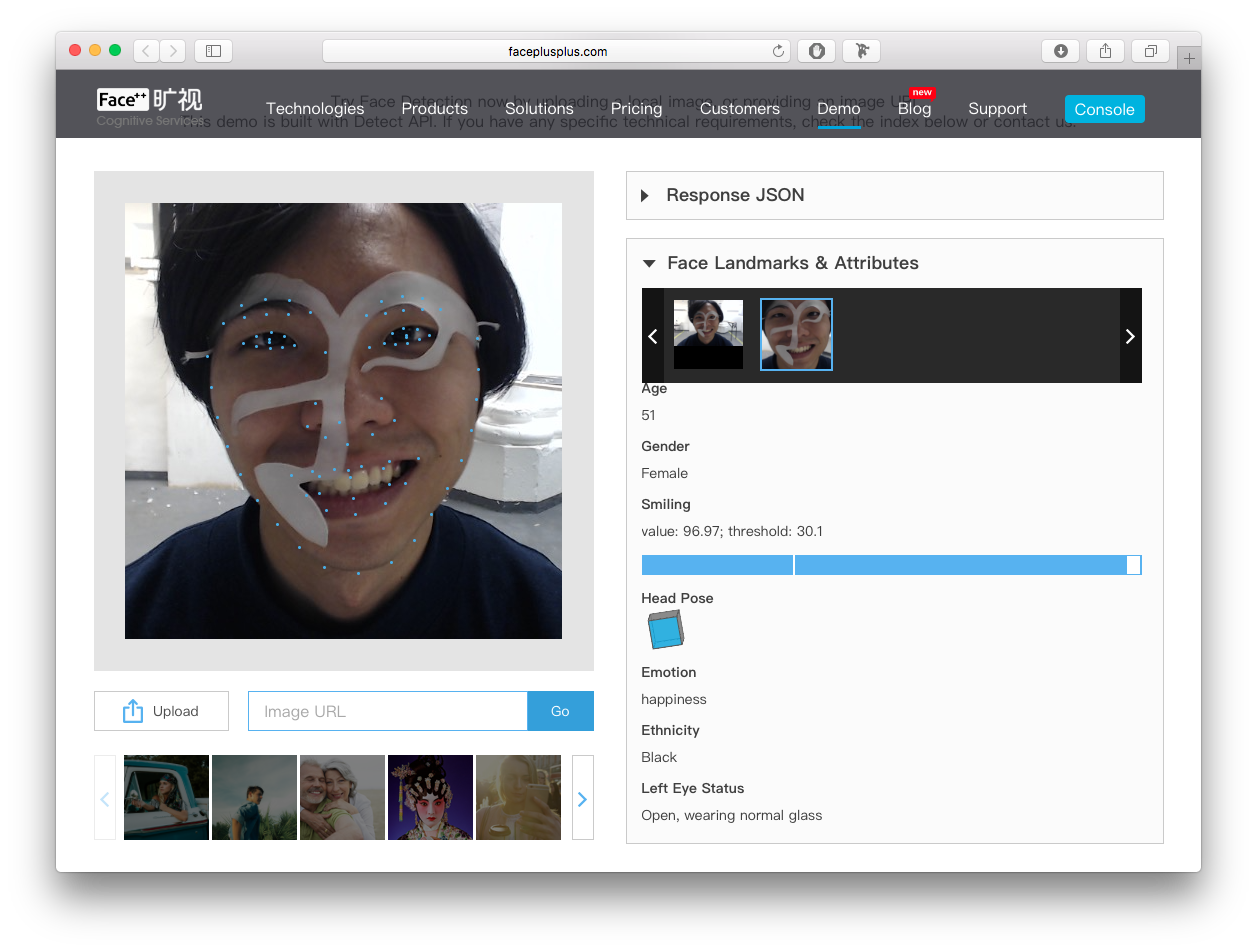 faceplusplus.com
Face++ 旷视
Cognitive Services
Try Face Detection now by uploading a local image, or providing an image URL.
This demo is built with Detect API. If you have any specific technical requirements, check the index below or contact us.
Technologies Products Solutions Pricing Customers Demo Blog new Support Console
Response JSON
Face Landmarks & Attributes
Age
51
Gender
Female
Smiling
value: 96.97; threshold: 30.1
Head Pose
Emotion
happiness
Ethnicity
Black
Left Eye Status
Open, wearing normal glass
Upload
Image URL
Go